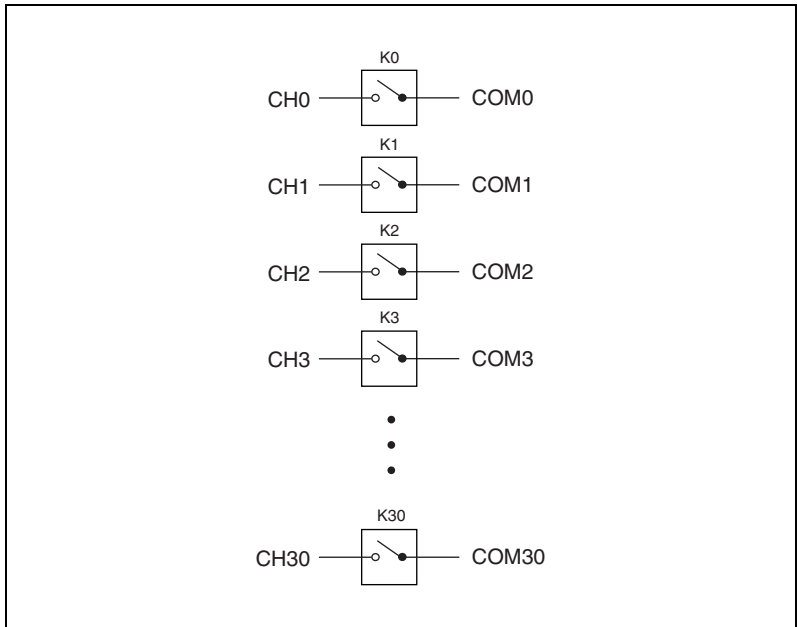 K0
CH0 COM0
K1
CH1 COM1
K2
CH2 COM2
K3
CH3 COM3
K30
CH30 COM30